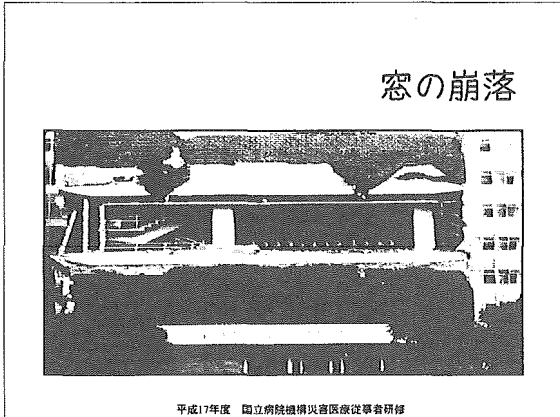 窓の崩落
平成17年度 国立病院機構災害医療従事者研修